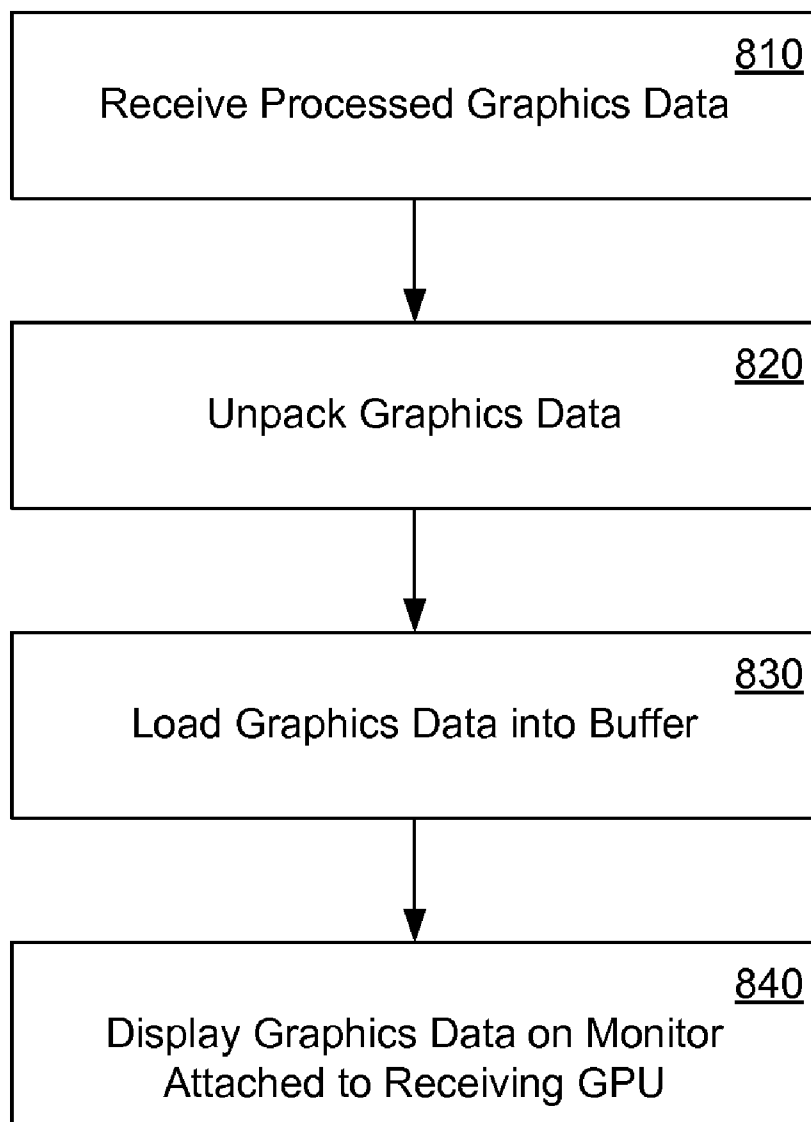 810
Receive Processed Graphics Data
820
Unpack Graphics Data
830
Load Graphics Data into Buffer
840
Display Graphics Data on Monitor
Attached to Receiving GPU